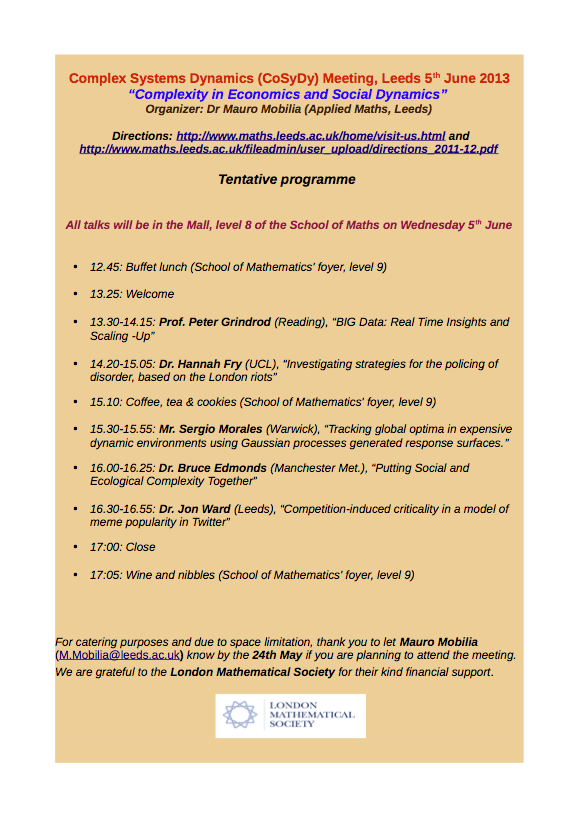 Complex Systems Dynamics (CoSyDy) Meeting, Leeds 5th June 2013
“Complexity in Economics and Social Dynamics”
Organizer: Dr Mauro Mobilia (Applied Maths, Leeds)
Directions: http://www.maths.leeds.ac.uk/home/visit-us.html and
http://www.maths.leeds.ac.uk/fileadmin/user_upload/directions_2011-12.pdf
Tentative programme
All talks will be in the Mall, level 8 of the School of Maths on Wednesday 5th June
• 12.45: Buffet lunch (School of Mathematics' foyer, level 9)
• 13.25: Welcome
• 13.30-14.15: Prof. Peter Grindrod (Reading), “BIG Data: Real Time Insights and
Scaling -Up”
• 14.20-15.05: Dr. Hannah Fry (UCL), “Investigating strategies for the policing of
disorder, based on the London riots”
• 15.10: Coffee, tea & cookies (School of Mathematics' foyer, level 9)
• 15.30-15.55: Mr. Sergio Morales (Warwick), “Tracking global optima in expensive
dynamic environments using Gaussian processes generated response surfaces.”
• 16.00-16.25: Dr. Bruce Edmonds (Manchester Met.), “Putting Social and
Ecological Complexity Together”
• 16.30-16.55: Dr. Jon Ward (Leeds), “Competition-induced criticality in a model of
meme popularity in Twitter”
• 17:00: Close
• 17:05: Wine and nibbles (School of Mathematics' foyer, level 9)
For catering purposes and due to space limitation, thank you to let Mauro Mobilia
(M.Mobilia@leeds.ac.uk) know by the 24th May if you are planning to attend the meeting.
We are grateful to the London Mathematical Society for their kind financial support.
LONDON
MATHEMATICAL
SOCIETY